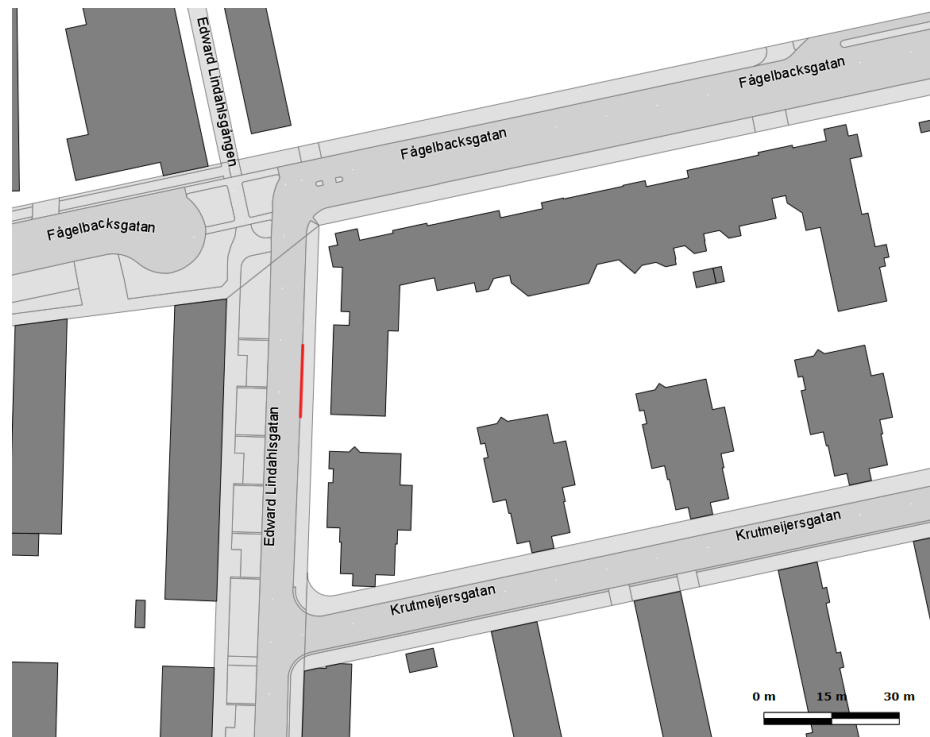 Edward Lindahlsgången
Fågelbacksgatan
Fågelbacksgatan
Fågelbacksgatan
Edward Lindahlsgatan
Krutmeijersgatan
Krutmeijersgatan
0 m 15 m 30 m